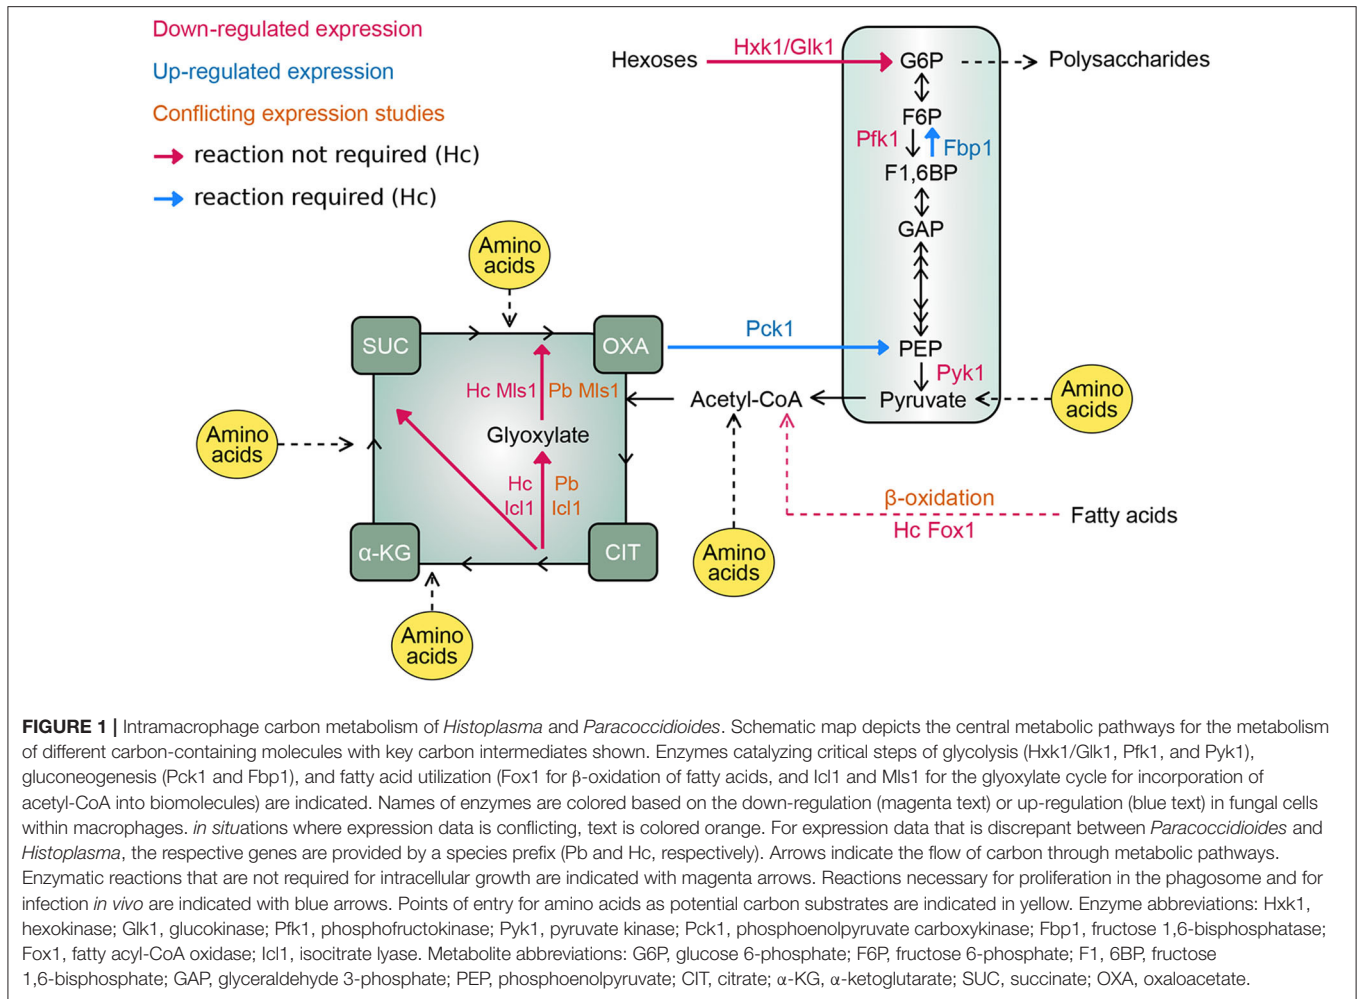 Down-regulated expression
Up-regulated expression
Conflicting expression studies
reaction not required (Hc)
reaction required (Hc)
Hexoses
Hxk1/Glk1
G6P
Polysaccharides
F6P
Pfk1
Fbp1
F1,6BP
GAP
Amino
acids
SUC
OXA
Pck1
PEP
Pyk1
Hc Mls1
Pb Mls1
Acetyl-CoA
Pyruvate
Amino
acids
Amino
acids
Glyoxylate
Hc
Icl1
Pb
Icl1
β-oxidation
Hc Fox1
Fatty acids
α-KG
CIT
Amino
acids
Amino
acids
FIGURE 1 | Intramacrophage carbon metabolism of Histoplasma and Paracoccidioides. Schematic map depicts the central metabolic pathways for the metabolism
of different carbon-containing molecules with key carbon intermediates shown. Enzymes catalyzing critical steps of glycolysis (Hxk1/Glk1, Pfk1, and Pyk1),
gluconeogenesis (Pck1 and Fbp1), and fatty acid utilization (Fox1 for β-oxidation of fatty acids, and Icl1 and Mls1 for the glyoxylate cycle for incorporation of
acetyl-CoA into biomolecules) are indicated. Names of enzymes are colored based on the down-regulation (magenta text) or up-regulation (blue text) in fungal cells
within macrophages. in situations where expression data is conflicting, text is colored orange. For expression data that is discrepant between Paracoccidioides and
Histoplasma, the respective genes are provided by a species prefix (Pb and Hc, respectively). Arrows indicate the flow of carbon through metabolic pathways.
Enzymatic reactions that are not required for intracellular growth are indicated with magenta arrows. Reactions necessary for proliferation in the phagosome and for
infection in vivo are indicated with blue arrows. Points of entry for amino acids as potential carbon substrates are indicated in yellow. Enzyme abbreviations: Hxk1,
hexokinase; Glk1, glucokinase; Pfk1, phosphofructokinase; Pyk1, pyruvate kinase; Pck1, phosphoenolpyruvate carboxykinase; Fbp1, fructose 1,6-bisphosphatase;
Fox1, fatty acyl-CoA oxidase; Icl1, isocitrate lyase. Metabolite abbreviations: G6P, glucose 6-phosphate; F6P, fructose 6-phosphate; F1, 6BP, fructose
1,6-bisphosphate; GAP, glyceraldehyde 3-phosphate; PEP, phosphoenolpyruvate; CIT, citrate; α-KG, α-ketoglutarate; SUC, succinate; OXA, oxaloacetate.